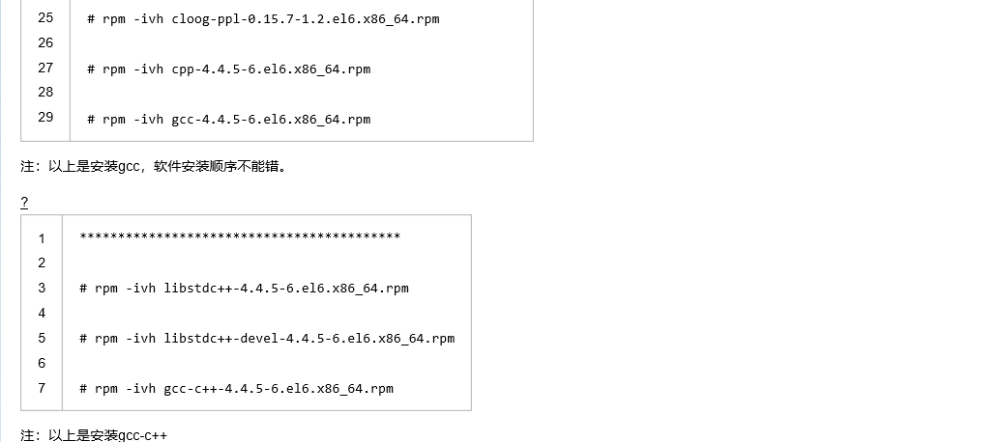 25 # rpm -ivh cloog-ppl-0.15.7-1.2.el6.x86_64.rpm
26
27 # rpm -ivh cpp-4.4.5-6.el6.x86_64.rpm
28
29 # rpm -ivh gcc-4.4.5-6.el6.x86_64.rpm
注：以上是安装gcc，软件安装顺序不能错。
?
1 ******************************************
2
3 # rpm -ivh libstdc++-4.4.5-6.el6.x86_64.rpm
4
5 # rpm -ivh libstdc++-devel-4.4.5-6.el6.x86_64.rpm
6
7 # rpm -ivh gcc-c++-4.4.5-6.el6.x86_64.rpm
注：以上是安装gcc-c++